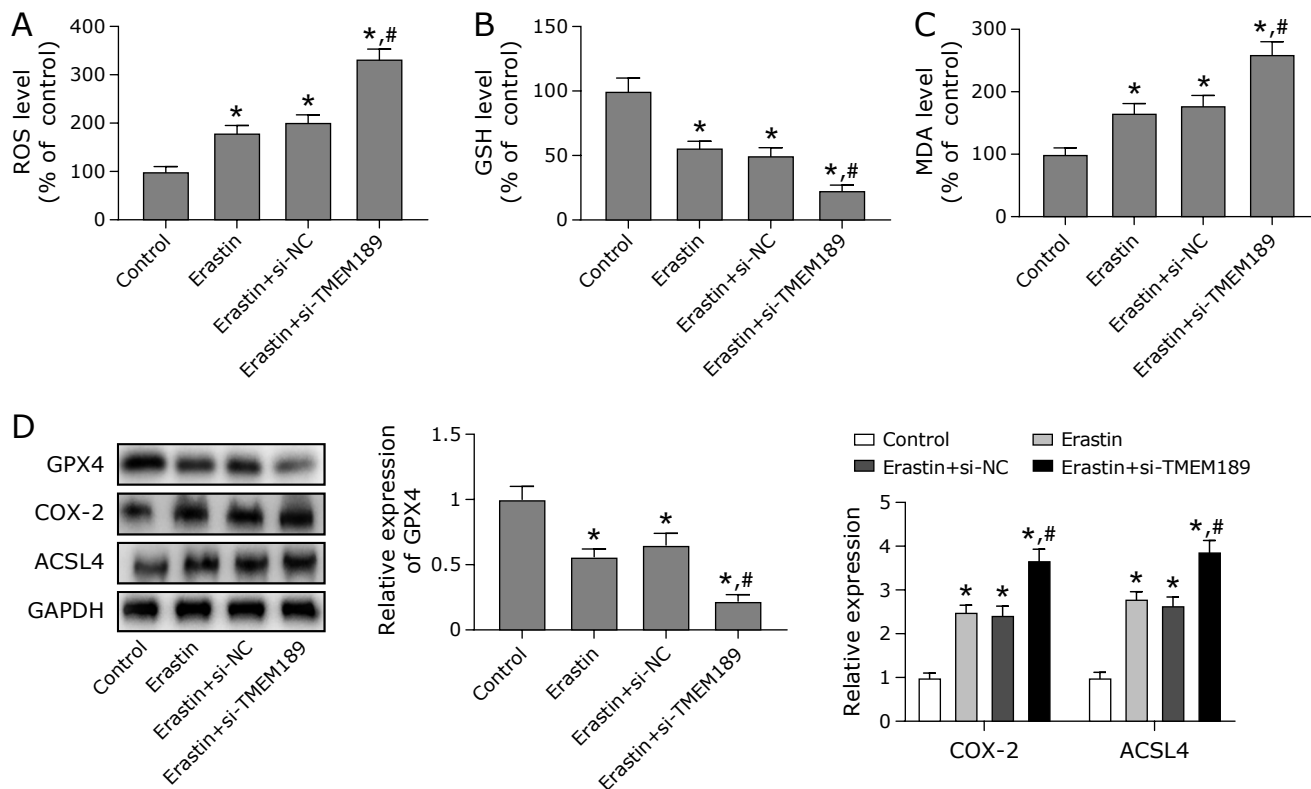 A
ROS level
(% of control)
400
300
200
100
0
*
*
*,#
Control
Erastin
Erastin+si-NC
Erastin+si-TMEM189
B
GSH level
(% of control)
150
100
50
0
*
*
*,#
Control
Erastin
Erastin+si-NC
Erastin+si-TMEM189
C
MDA level
(% of control)
300
200
100
0
*
*
*,#
Control
Erastin
Erastin+si-NC
Erastin+si-TMEM189
D
GPX4
COX-2
ACSL4
GAPDH
Control
Erastin
Erastin+si-NC
Erastin+si-TMEM189
Relative expression
of GPX4
1.5
1
0.5
0
*
*
*,#
Control
Erastin
Erastin+si-NC
Erastin+si-TMEM189
Control
Erastin
Erastin+si-NC
Erastin+si-TMEM189
Relative expression
5
4
3
2
1
0
*
*
*,#
*
*
*,#
COX-2
ACSL4